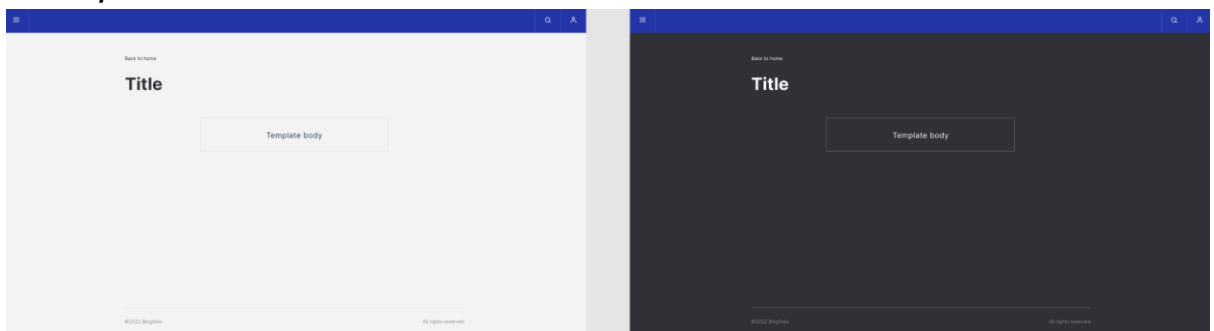 Back to home
Title
Template body
©2022 Blogfolio
All rights reserved
Back to home
Title
Template body
©2022 Blogfolio
All rights reserved